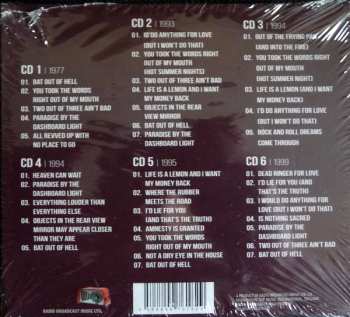 CD 1 | 1977
01. BAT OUT OF HELL
02. YOU TOOK THE WORDS
RIGHT OUT OF MY MOUTH
03. TWO OUT OF THREE AIN'T BAD
04. PARADISE BY THE
DASHBOARD LIGHT
05. ALL REVVED UP WITH
NO PLACE TO GO
CD 2 | 1993
01. I'D DO ANYTHING FOR LOVE
(BUT I WON'T DO THAT)
02. YOU TOOK THE WORDS RIGHT
OUT OF MY MOUTH
(HOT SUMMER NIGHTS)
03. TWO OUT OF THREE AIN'T BAD
04. LIFE IS A LEMON AND I WANT
MY MONEY BACK
05. OBJECTS IN THE REAR
VIEW MIRROR
06. BAT OUT OF HELL
07. PARADISE BY THE
DASHBOARD LIGHT
CD 3 | 1994
01. OUT OF THE FRYING PAN
(AND INTO THE FIRE)
02. YOU TOOK THE WORDS RIGHT
OUT OF MY MOUTH
(HOT SUMMER NIGHTS)
03. LIFE IS A LEMON (AND I WANT
MY MONEY BACK)
04. I'D DO ANYTHING FOR LOVE
(BUT I WON'T DO THAT)
05. ROCK AND ROLL DREAMS
COME THROUGH
CD 4 | 1994
01. HEAVEN CAN WAIT
02. PARADISE BY THE
DASHBOARD LIGHT
03. EVERYTHING LOUDER THAN
EVERYTHING ELSE
04. OBJECTS IN THE REAR VIEW
MIRROR MAY APPEAR CLOSER
THAN THEY ARE
05. BAT OUT OF HELL
CD 5 | 1995
01. LIFE IS A LEMON AND I WANT
MY MONEY BACK
02. WHERE THE RUBBER
MEETS THE ROAD
03. I'D LIE FOR YOU
(AND THAT'S THE TRUTH)
04. AMNESTY IS GRANTED
05. YOU TOOK THE WORDS
RIGHT OUT OF MY MOUTH
06. NOT A DRY EYE IN THE HOUSE
07. BAT OUT OF HELL
CD 6 | 1999
01. DEAD RINGER FOR LOVE
02. I'D LIE FOR YOU (AND
THAT'S THE TRUTH)
03. I WOULD DO ANYTHING FOR
LOVE (BUT I WON'T DO THAT)
04. IS NOTHING SACRED
05. PARADISE BY THE DASHBOARD
LIGHT
06. TWO OUT OF THREE AIN'T BAD
07. BAT OUT OF HELL
RADIO BROADCAST MUSIC LTD.